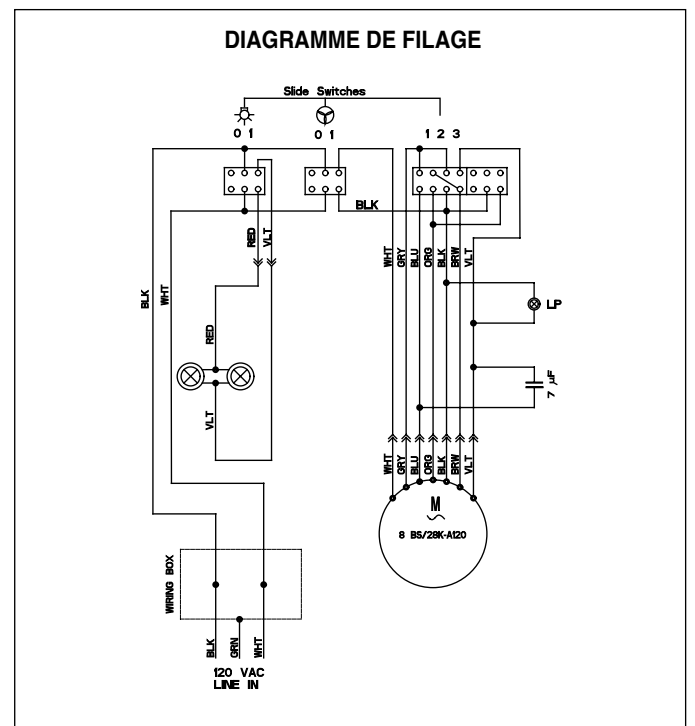 DIAGRAMME DE FILAGE
Slide Switches
0 1
0 1
1 2 3
BLK
RED
VLT
WHT
GRY
BLU
ORG
BLK
BRW
VLT
BLK
WHT
LP
RED
7 µF
VLT
WHT
GRY
BLU
ORG
BLK
BRW
VLT
M
8 BS/28K-A120
WIRING BOX
BLK
GRN
WHT
120 VAC
LINE IN